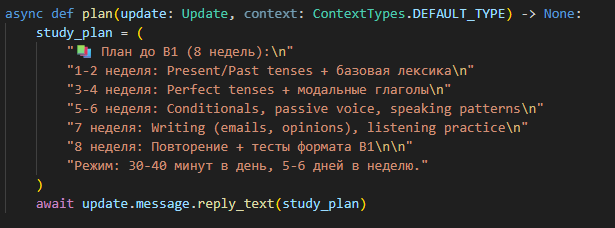 async def plan(update: Update, context: ContextTypes.DEFAULT_TYPE) -> None:
    study_plan = (
        "📚 План до B1 (8 недель):\n"
        "1-2 неделя: Present/Past tenses + базовая лексика\n"
        "3-4 неделя: Perfect tenses + модальные глаголы\n"
        "5-6 неделя: Conditionals, passive voice, speaking patterns\n"
        "7 неделя: Writing (emails, opinions), listening practice\n"
        "8 неделя: Повторение + тесты формата B1\n\n"
        "Режим: 30-40 минут в день, 5-6 дней в неделю."
    )
    await update.message.reply_text(study_plan)